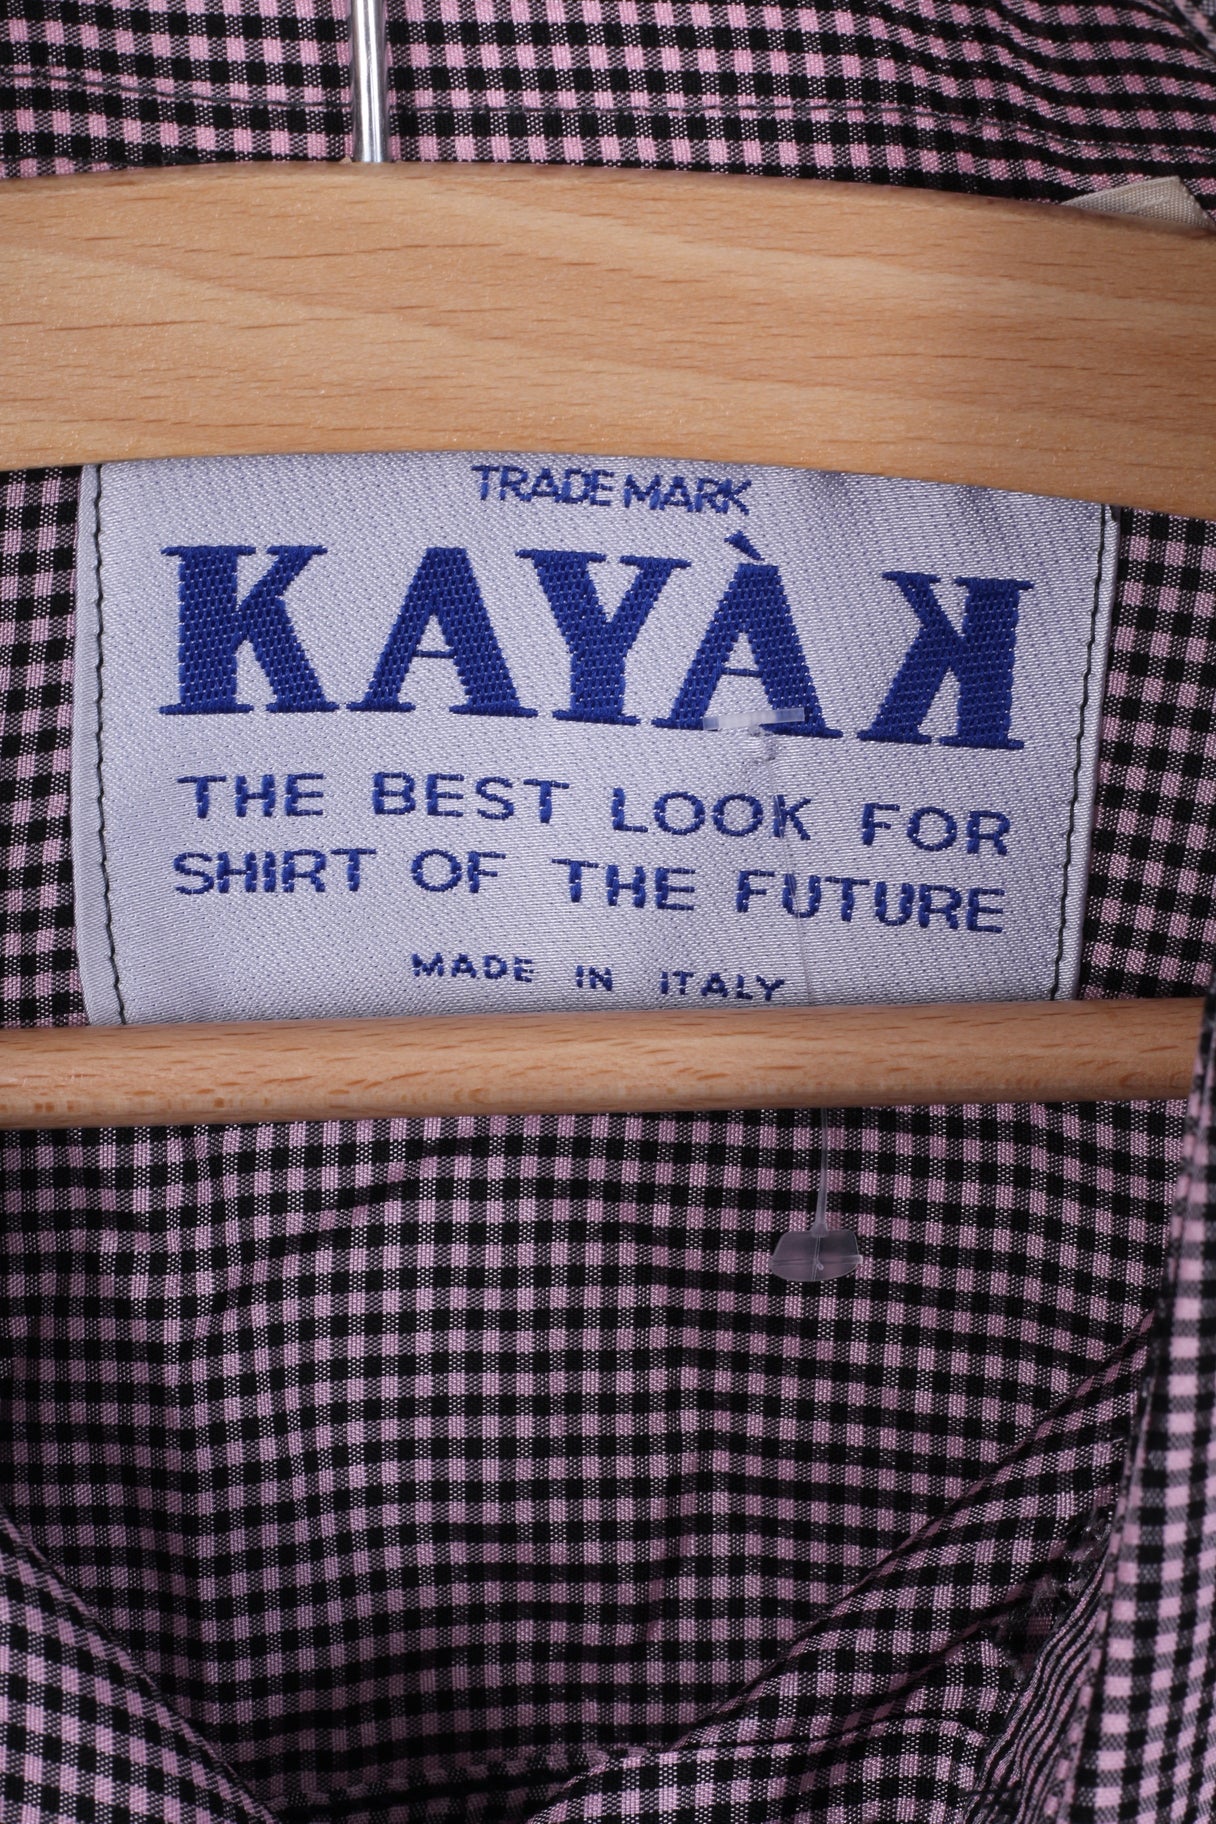 TRADE MARK
KAYÀK
THE BEST LOOK FOR
SHIRT OF THE FUTURE
MADE IN ITALY